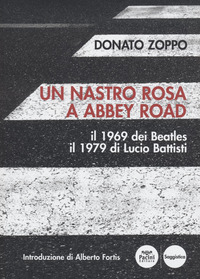 DONATO ZOPPO
UN NASTRO ROSA
A ABBEY ROAD
il 1969 dei Beatles
il 1979 di Lucio Battisti
Introduzione di Alberto Fortis
Pacini
Editore
Saggistica